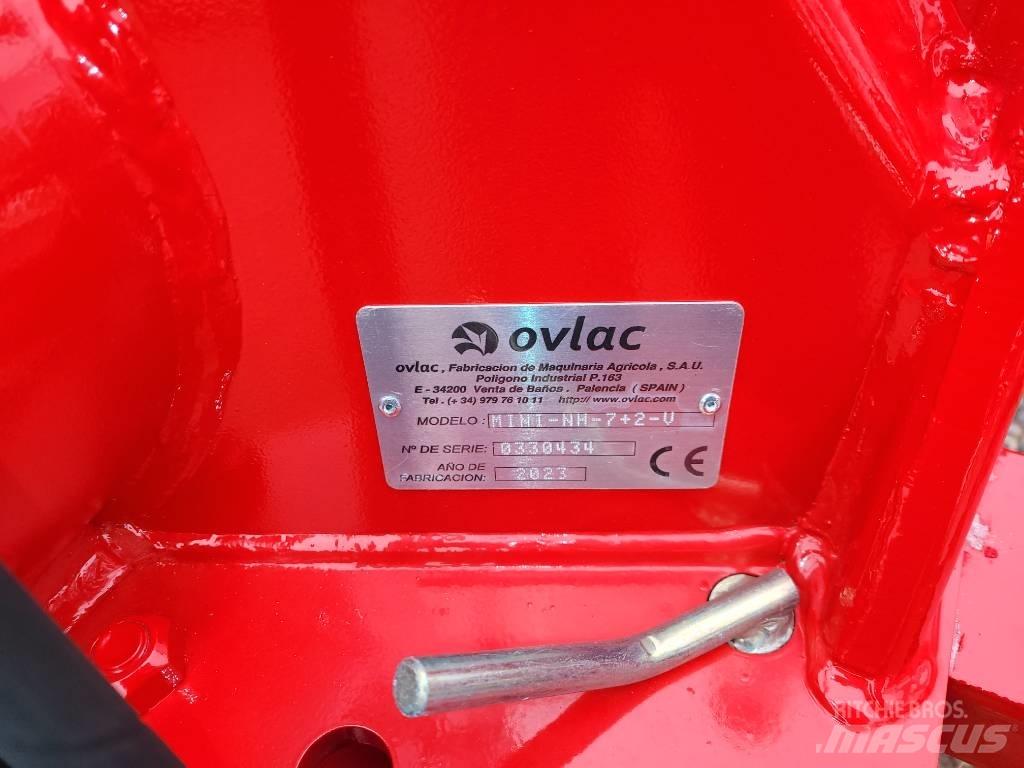 ovlac
ovlac, Fabricacion de Maquinaria Agricola, S.A.U.
Poligono Industrial P.163
E - 34200 Venta de Baños. Palencia (SPAIN)
Tel. (+ 34) 979 76 10 11 http://www.ovlac.com
MODELO: MINI-NH-7+2-V
Nº DE SERIE: 0330434
CE
AÑO DE
FABRICACION: 2023
RITCHIE BROS.
MASCUS